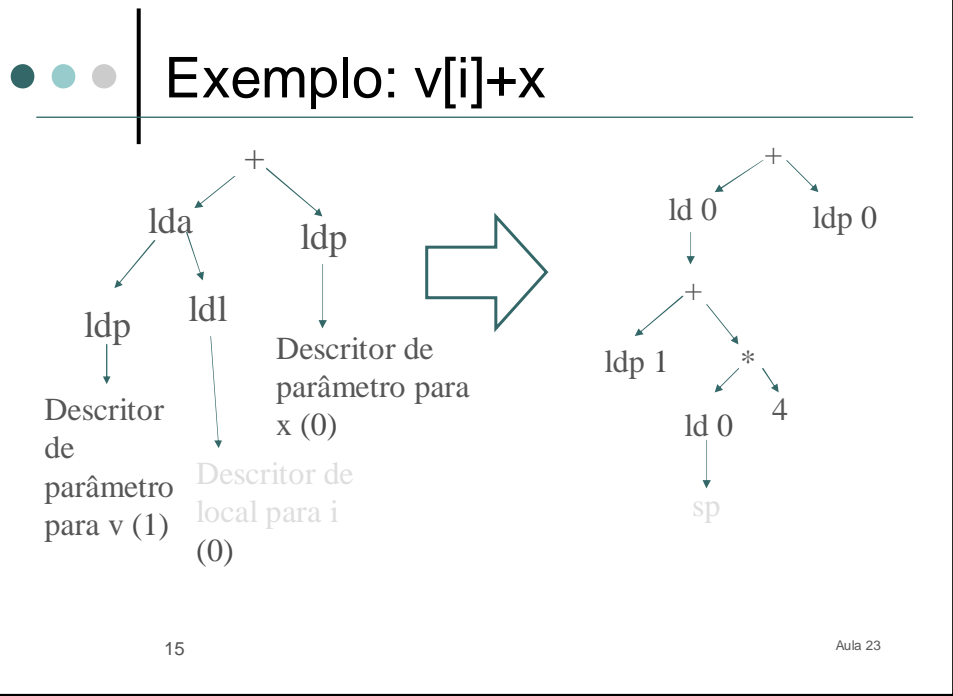 Exemplo: v[i]+x
+
lda
ldp
ldp
ldl
Descritor
de
parâmetro
para v (1)
Descritor de
local para i
(0)
Descritor de
parâmetro para
x (0)
+
ld 0
ldp 0
+
ldp 1
*
ld 0
4
sp
15
Aula 23